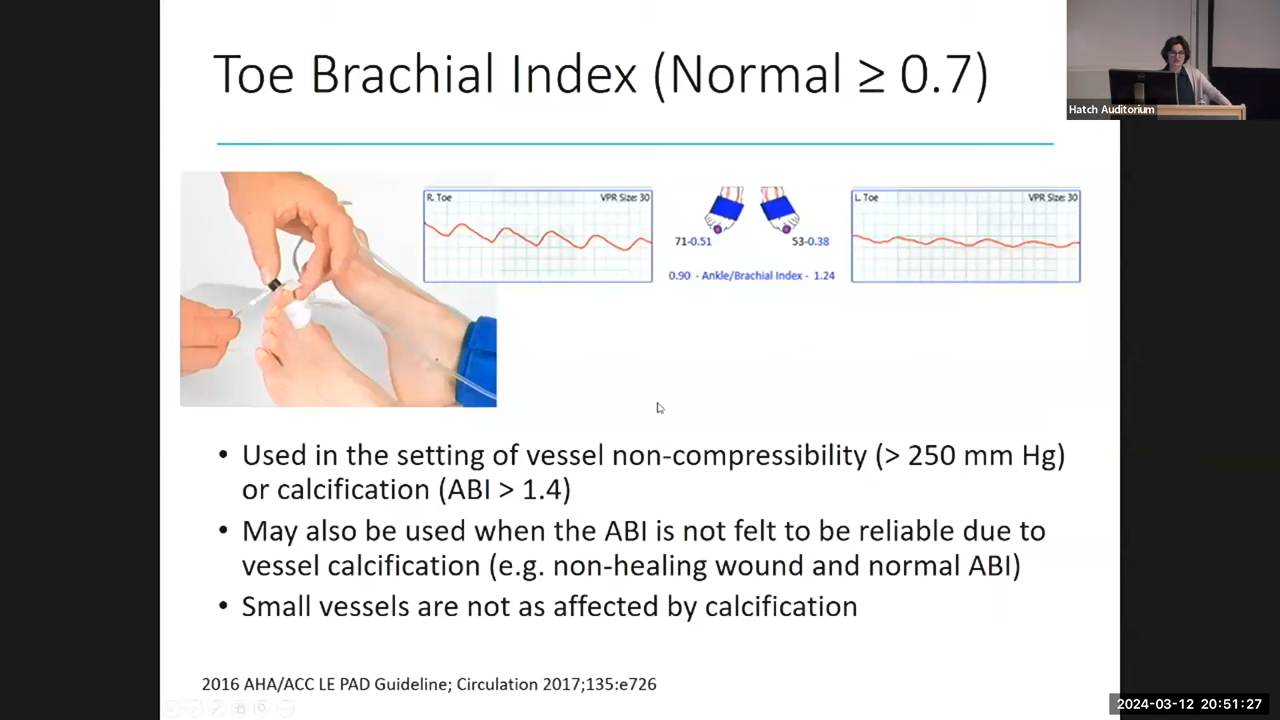 Toe Brachial Index (Normal ≥ 0.7)
Hatch Auditorium
R. Toe VPR Size: 30
L. Toe VPR Size: 30
71-0.51 53-0.38
0.90 - Ankle/Brachial Index - 1.24
• Used in the setting of vessel non-compressibility (> 250 mm Hg)
or calcification (ABI > 1.4)
• May also be used when the ABI is not felt to be reliable due to
vessel calcification (e.g. non-healing wound and normal ABI)
• Small vessels are not as affected by calcification
2016 AHA/ACC LE PAD Guideline; Circulation 2017;135:e726
2024-03-12 20:51:27